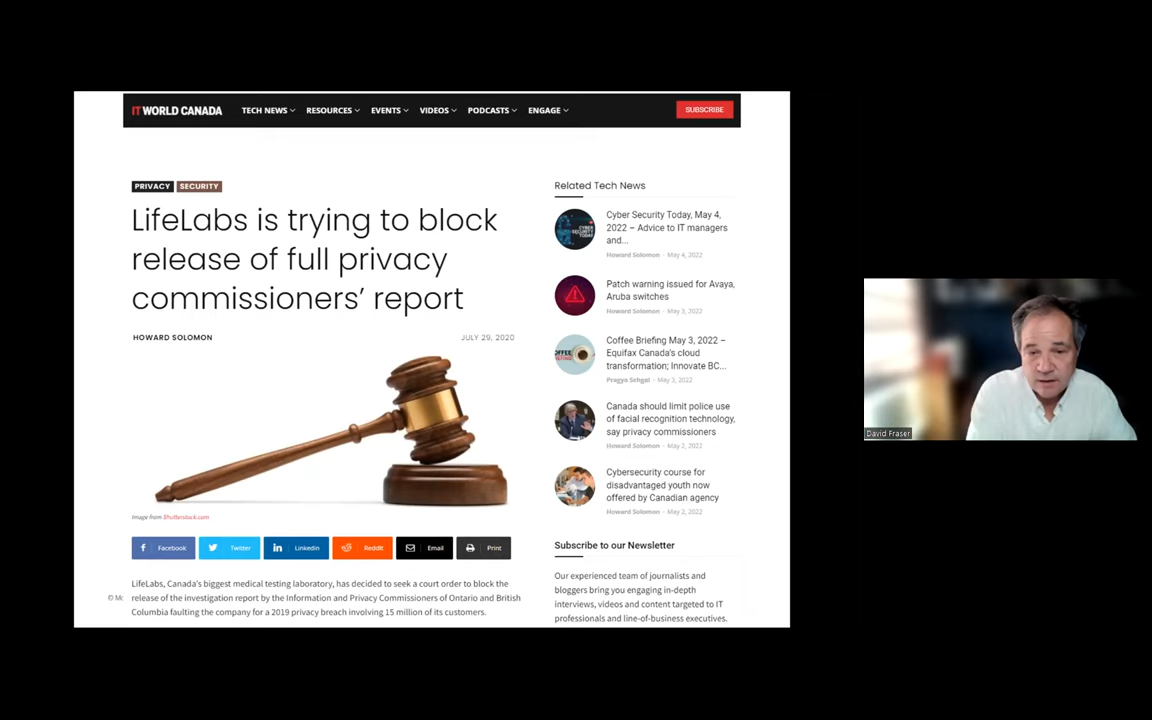 IT WORLD CANADA
TECH NEWS
RESOURCES
EVENTS
VIDEOS
PODCASTS
ENGAGE
SUBSCRIBE
PRIVACY
SECURITY
LifeLabs is trying to block
release of full privacy
commissioners' report
HOWARD SOLOMON
JULY 29, 2020
Image from Shutterstock.com
Facebook
Twitter
Linkedin
Reddit
Email
Print
LifeLabs, Canada's biggest medical testing laboratory, has decided to seek a court order to block the
release of the investigation report by the Information and Privacy Commissioners of Ontario and British
Columbia faulting the company for a 2019 privacy breach involving 15 million of its customers.
© Mc
Related Tech News
Cyber Security Today, May 4,
2022 – Advice to IT managers
and...
Howard Solomon - May 4, 2022
Patch warning issued for Avaya,
Aruba switches
Howard Solomon - May 3, 2022
Coffee Briefing May 3, 2022 –
Equifax Canada's cloud
transformation; Innovate BC...
Pragya Sehgal - May 3, 2022
Canada should limit police use
of facial recognition technology,
say privacy commissioners
Howard Solomon - May 2, 2022
Cybersecurity course for
disadvantaged youth now
offered by Canadian agency
Howard Solomon - May 2, 2022
Subscribe to our Newsletter
Our experienced team of journalists and
bloggers bring you engaging in-depth
interviews, videos and content targeted to IT
professionals and line-of-business executives.
David Fraser